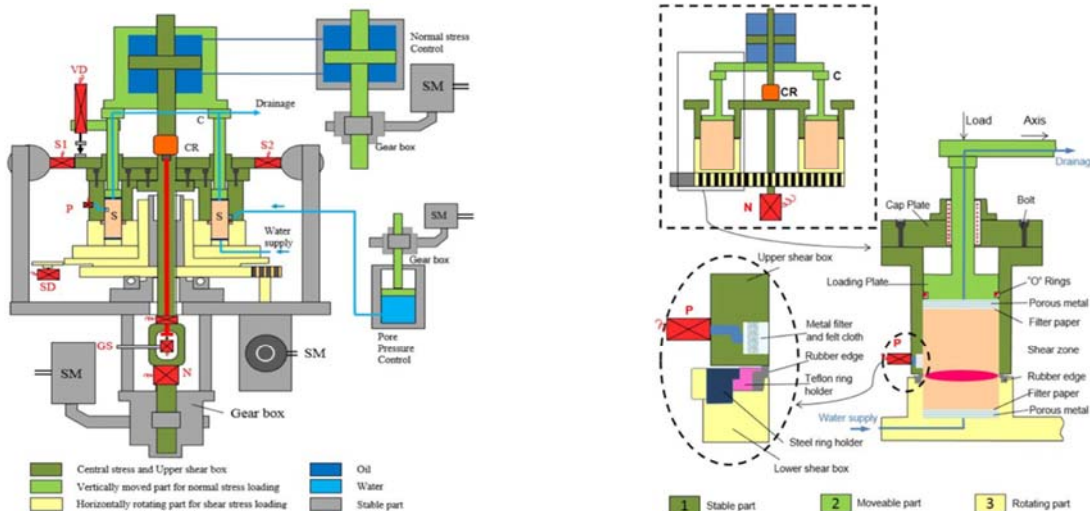 Normal stress
Control
VD
SM
Drainage
C
Gear box
S1
CR
S2
P
S
S
SM
Water
supply
Gear box
SD
Pore
Pressure
Control
GS
SM
SM
N
Gear box
Central stress and Upper shear box
Vertically moved part for normal stress loading
Horizontally rotating part for shear stress loading
Oil
Water
Stable part
C
CR
N
Load
Axis
Drainage
Cap Plate
Bolt
Upper shear box
Loading Plate
"O" Rings
Porous metal
Filter paper
P
Metal filter
and felt cloth
Rubber edge
Teflon ring
holder
P
Shear zone
Rubber edge
Filter paper
Porous metal
Water supply
Steel ring holder
Lower shear box
1 Stable part
2 Moveable part
3 Rotating part